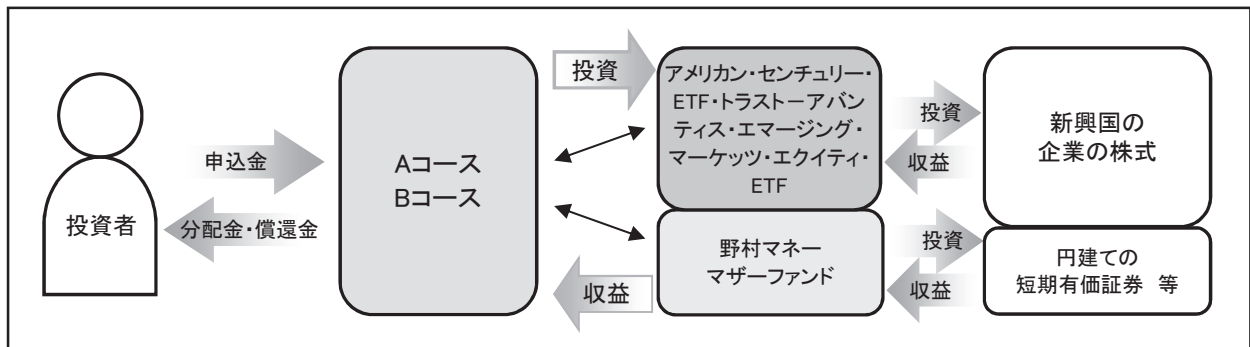 投資者
申込金
分配金・償還金
Aコース
Bコース
投資
収益
アメリカン・センチュリー・
ETF・トラストーアバン
ティス・エマージング・
マーケッツ・エクイティ・
ETF
野村マネー
マザーファンド
投資
収益
投資
収益
新興国の
企業の株式
円建ての
短期有価証券 等